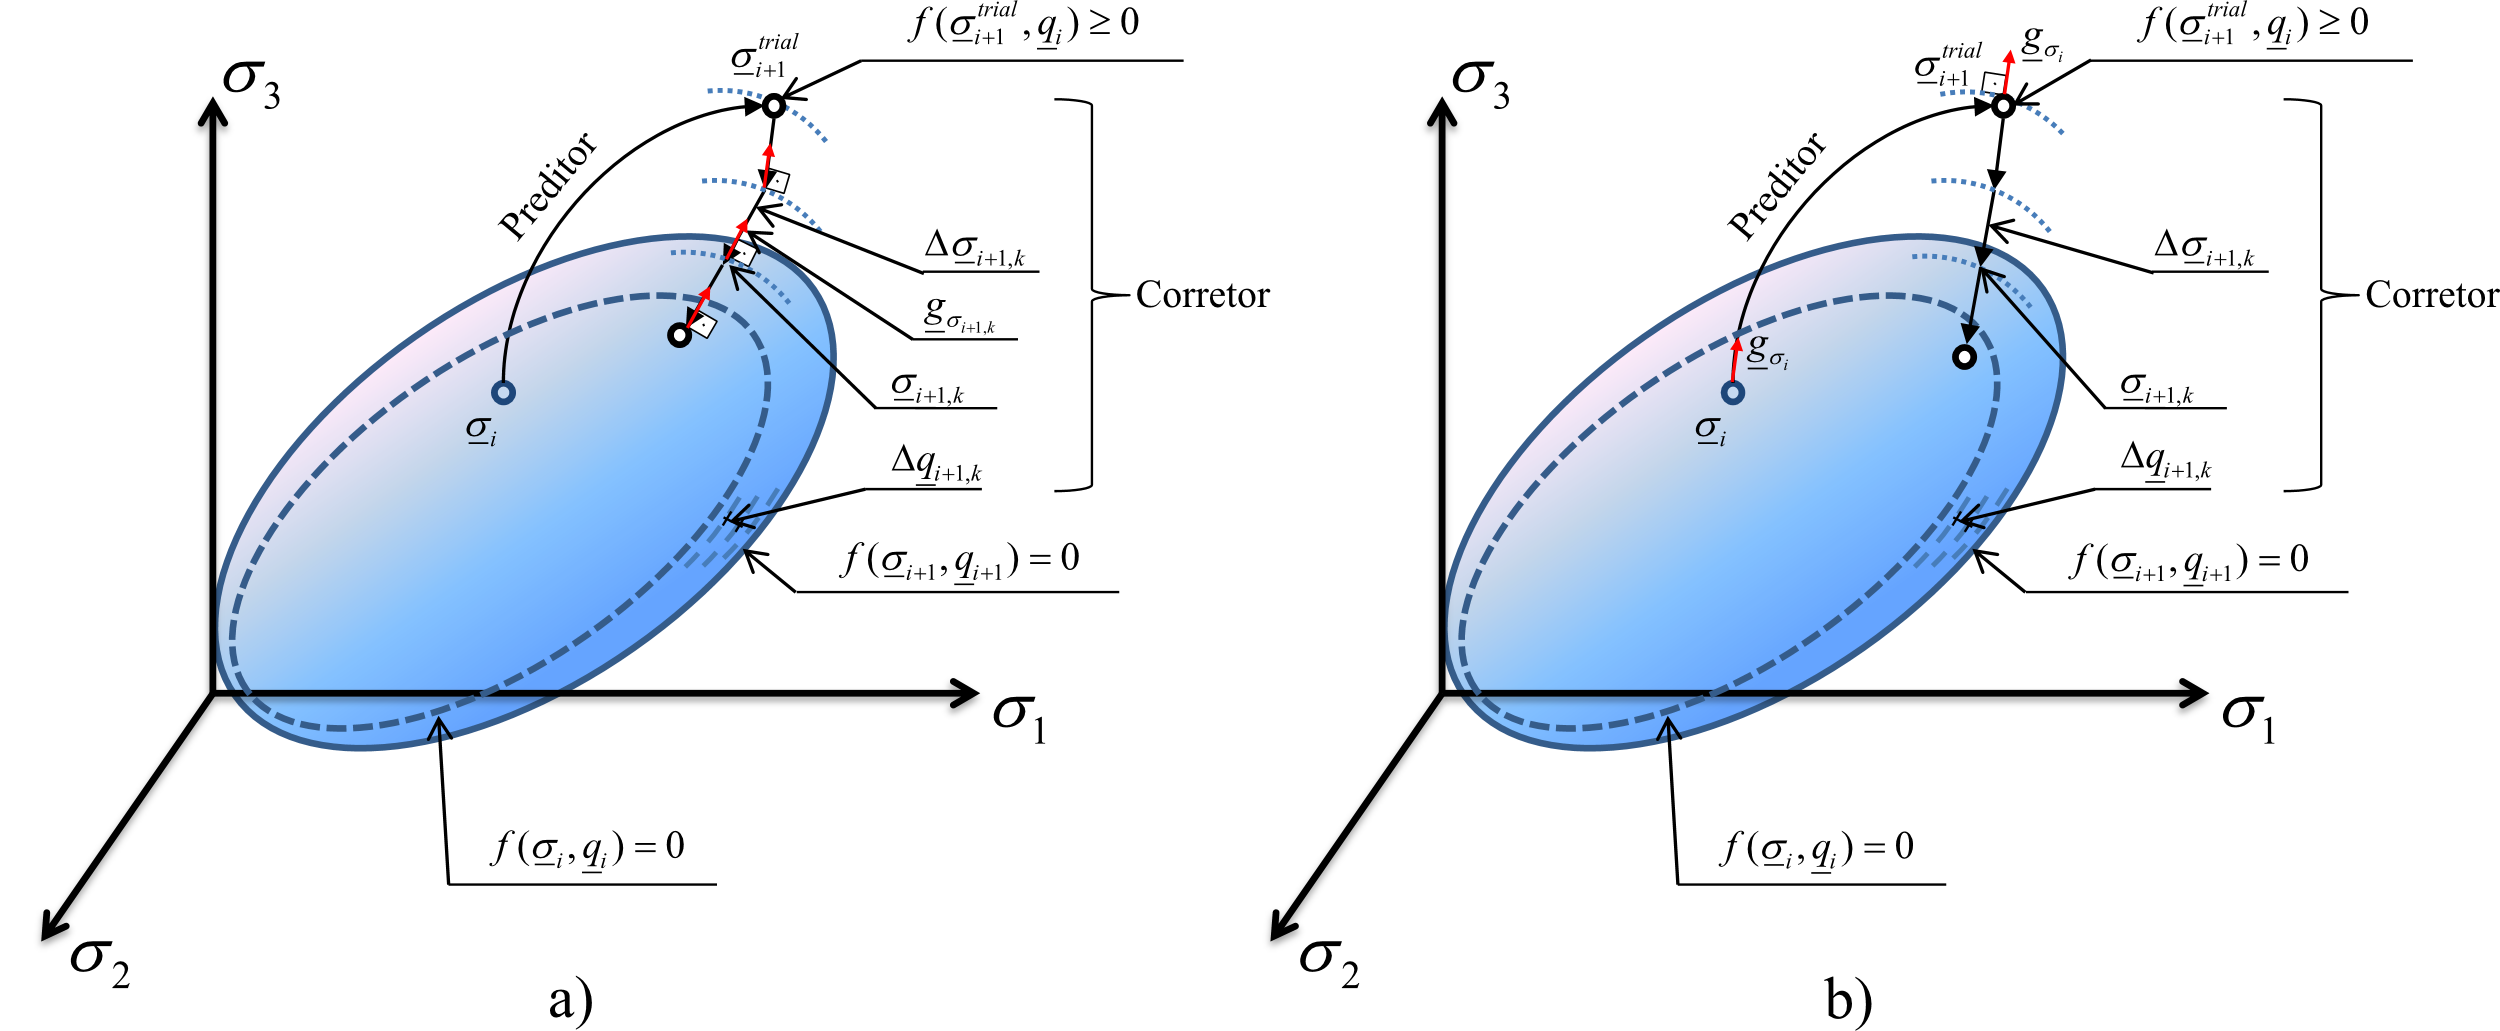 f(σ_{i+1}^{trial}, q_i) ≥ 0
σ_{i+1}^{trial}
σ_3
Preditor
Δσ_{i+1,k}
g_{σ_{i+1,k}}
Corretor
σ_{i+1,k}
σ_i
Δq_{i+1,k}
f(σ_{i+1}, q_{i+1}) = 0
σ_1
f(σ_i, q_i) = 0
σ_2
a)
f(σ_{i+1}^{trial}, q_i) ≥ 0
g_{σ_i}
σ_{i+1}^{trial}
σ_3
Preditor
Δσ_{i+1,k}
Corretor
g_{σ_i}
σ_{i+1,k}
σ_i
Δq_{i+1,k}
f(σ_{i+1}, q_{i+1}) = 0
σ_1
f(σ_i, q_i) = 0
σ_2
b)